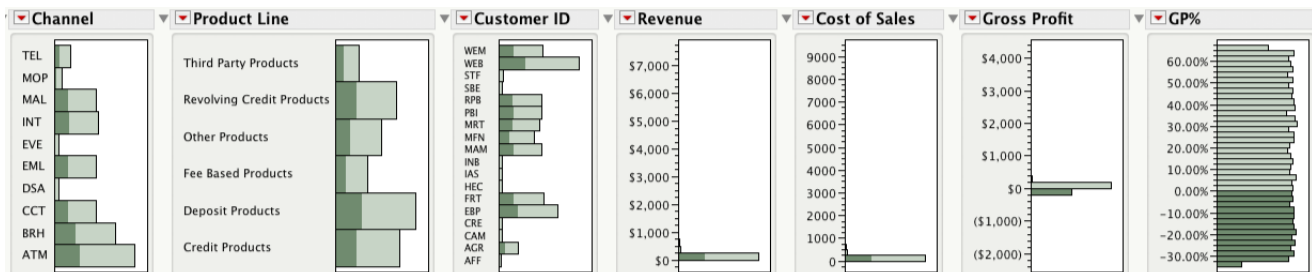 Channel
TEL
MOP
MAL
INT
EVE
EML
DSA
CCT
BRH
ATM
Product Line
Third Party Products
Revolving Credit Products
Other Products
Fee Based Products
Deposit Products
Credit Products
Customer ID
WEM
WEB
STF
SBE
RPB
PBI
MRT
MFN
MAM
INB
IAS
HEC
FRT
EBP
CRE
CAM
AGR
AFF
Revenue
$7,000
$6,000
$5,000
$4,000
$3,000
$2,000
$1,000
$0
Cost of Sales
9000
8000
7000
6000
5000
4000
3000
2000
1000
0
Gross Profit
$4,000
$3,000
$2,000
$1,000
$0
($1,000)
($2,000)
GP%
60.00%
50.00%
40.00%
30.00%
20.00%
10.00%
0.00%
-10.00%
-20.00%
-30.00%